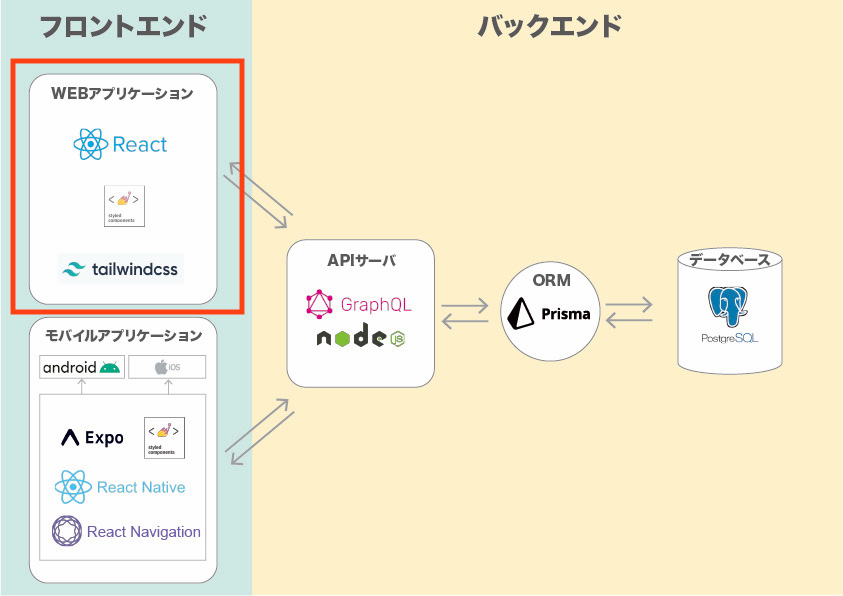 フロントエンド
バックエンド
WEBアプリケーション
React
< >
styled
components
tailwindcss
モバイルアプリケーション
android
iOS
Expo
< >
styled
components
React Native
React Navigation
APIサーバ
GraphQL
node
JS
ORM
Prisma
データベース
PostgreSQL